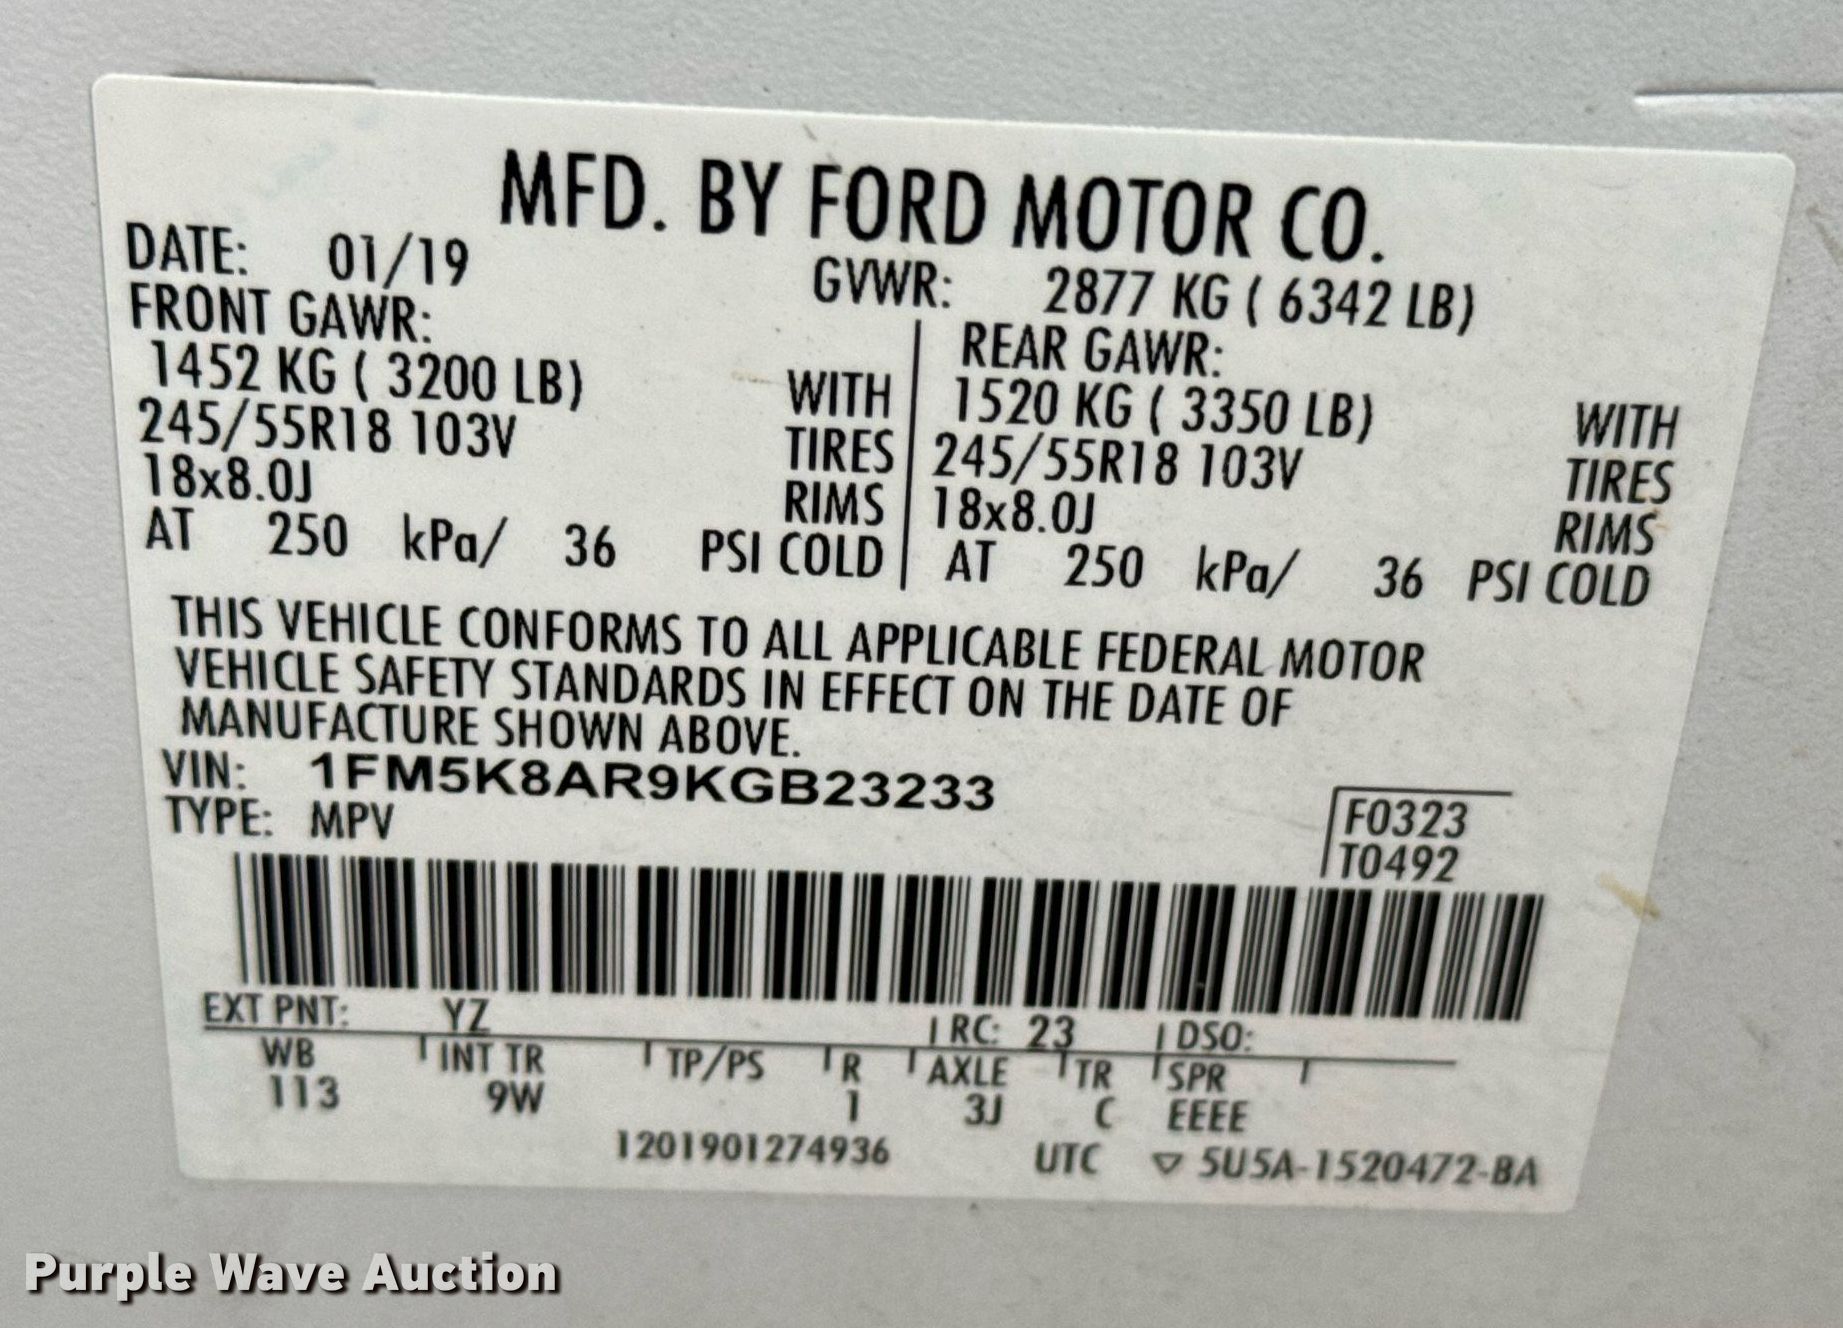 MFD. BY FORD MOTOR CO.
DATE: 01/19 GVWR: 2877 KG ( 6342 LB)
FRONT GAWR: REAR GAWR:
1452 KG ( 3200 LB) WITH 1520 KG ( 3350 LB) WITH
245/55R18 103V TIRES 245/55R18 103V TIRES
18x8.0J RIMS 18x8.0J RIMS
AT 250 kPa/ 36 PSI COLD AT 250 kPa/ 36 PSI COLD
THIS VEHICLE CONFORMS TO ALL APPLICABLE FEDERAL MOTOR
VEHICLE SAFETY STANDARDS IN EFFECT ON THE DATE OF
MANUFACTURE SHOWN ABOVE.
VIN: 1FM5K8AR9KGB23233
TYPE: MPV
F0323
T0492
EXT PNT: YZ RC: 23 DSO:
WB INT TR TP/PS R AXLE TR SPR
113 9W 1 3J C EEEE
1201901274936 UTC ▽ 5U5A-1520472-BA
Purple Wave Auction